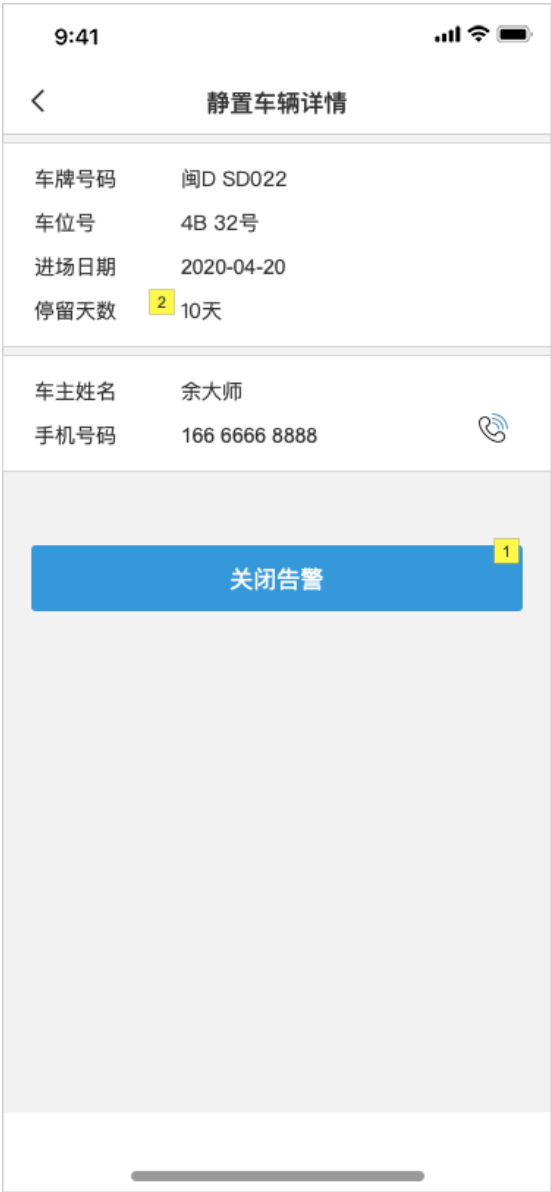 9:41
静置车辆详情
车牌号码 闽D SD022
车位号 4B 32号
进场日期 2020-04-20
停留天数 2 10天
车主姓名 余大师
手机号码 166 6666 8888
1
关闭告警